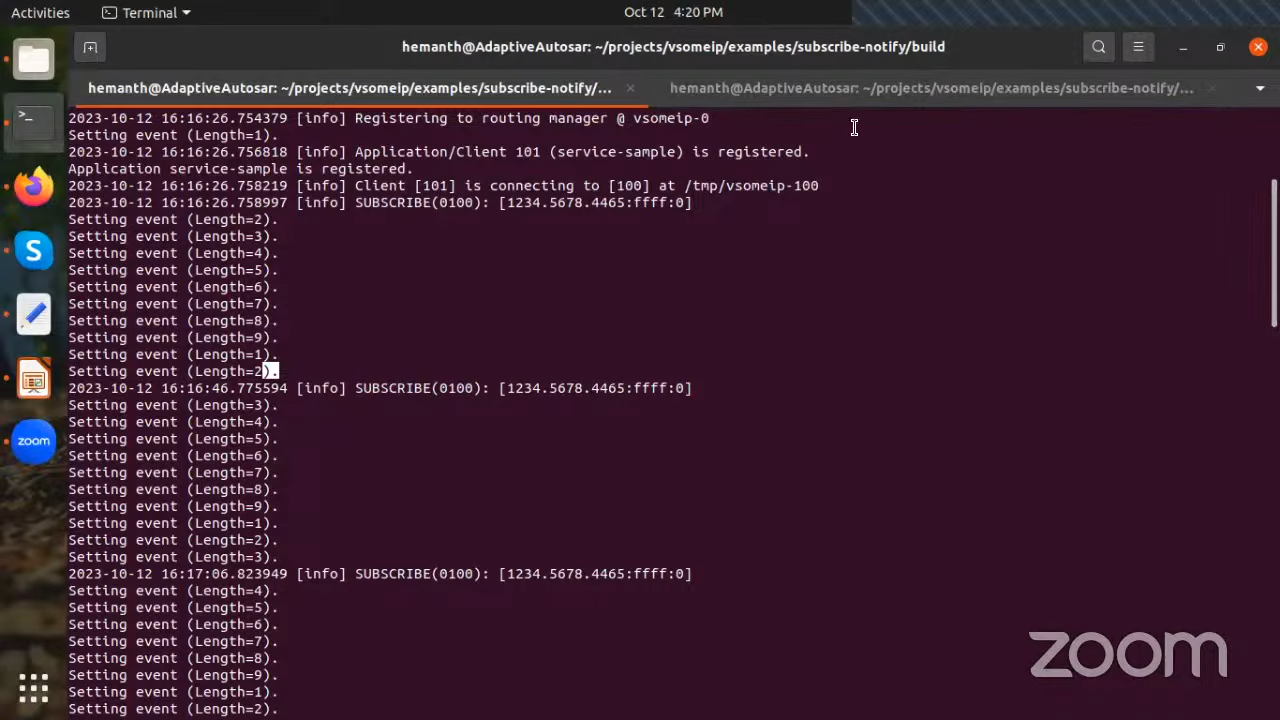 Activities
Terminal
Oct 12 4:20 PM
hemanth@AdaptiveAutosar: ~/projects/vsomeip/examples/subscribe-notify/build
hemanth@AdaptiveAutosar: ~/projects/vsomeip/examples/subscribe-notify/...
hemanth@AdaptiveAutosar: ~/projects/vsomeip/examples/subscribe-notify/...
2023-10-12 16:16:26.754379 [info] Registering to routing manager @ vsomeip-0
Setting event (Length=1).
2023-10-12 16:16:26.756818 [info] Application/Client 101 (service-sample) is registered.
Application service-sample is registered.
2023-10-12 16:16:26.758219 [info] Client [101] is connecting to [100] at /tmp/vsomeip-100
2023-10-12 16:16:26.758997 [info] SUBSCRIBE(0100): [1234.5678.4465:ffff:0]
Setting event (Length=2).
Setting event (Length=3).
Setting event (Length=4).
Setting event (Length=5).
Setting event (Length=6).
Setting event (Length=7).
Setting event (Length=8).
Setting event (Length=9).
Setting event (Length=1).
Setting event (Length=2).
2023-10-12 16:16:46.775594 [info] SUBSCRIBE(0100): [1234.5678.4465:ffff:0]
Setting event (Length=3).
Setting event (Length=4).
Setting event (Length=5).
Setting event (Length=6).
Setting event (Length=7).
Setting event (Length=8).
Setting event (Length=9).
Setting event (Length=1).
Setting event (Length=2).
Setting event (Length=3).
2023-10-12 16:17:06.823949 [info] SUBSCRIBE(0100): [1234.5678.4465:ffff:0]
Setting event (Length=4).
Setting event (Length=5).
Setting event (Length=6).
Setting event (Length=7).
Setting event (Length=8).
Setting event (Length=9).
Setting event (Length=1).
Setting event (Length=2).
S
zoom
zoom